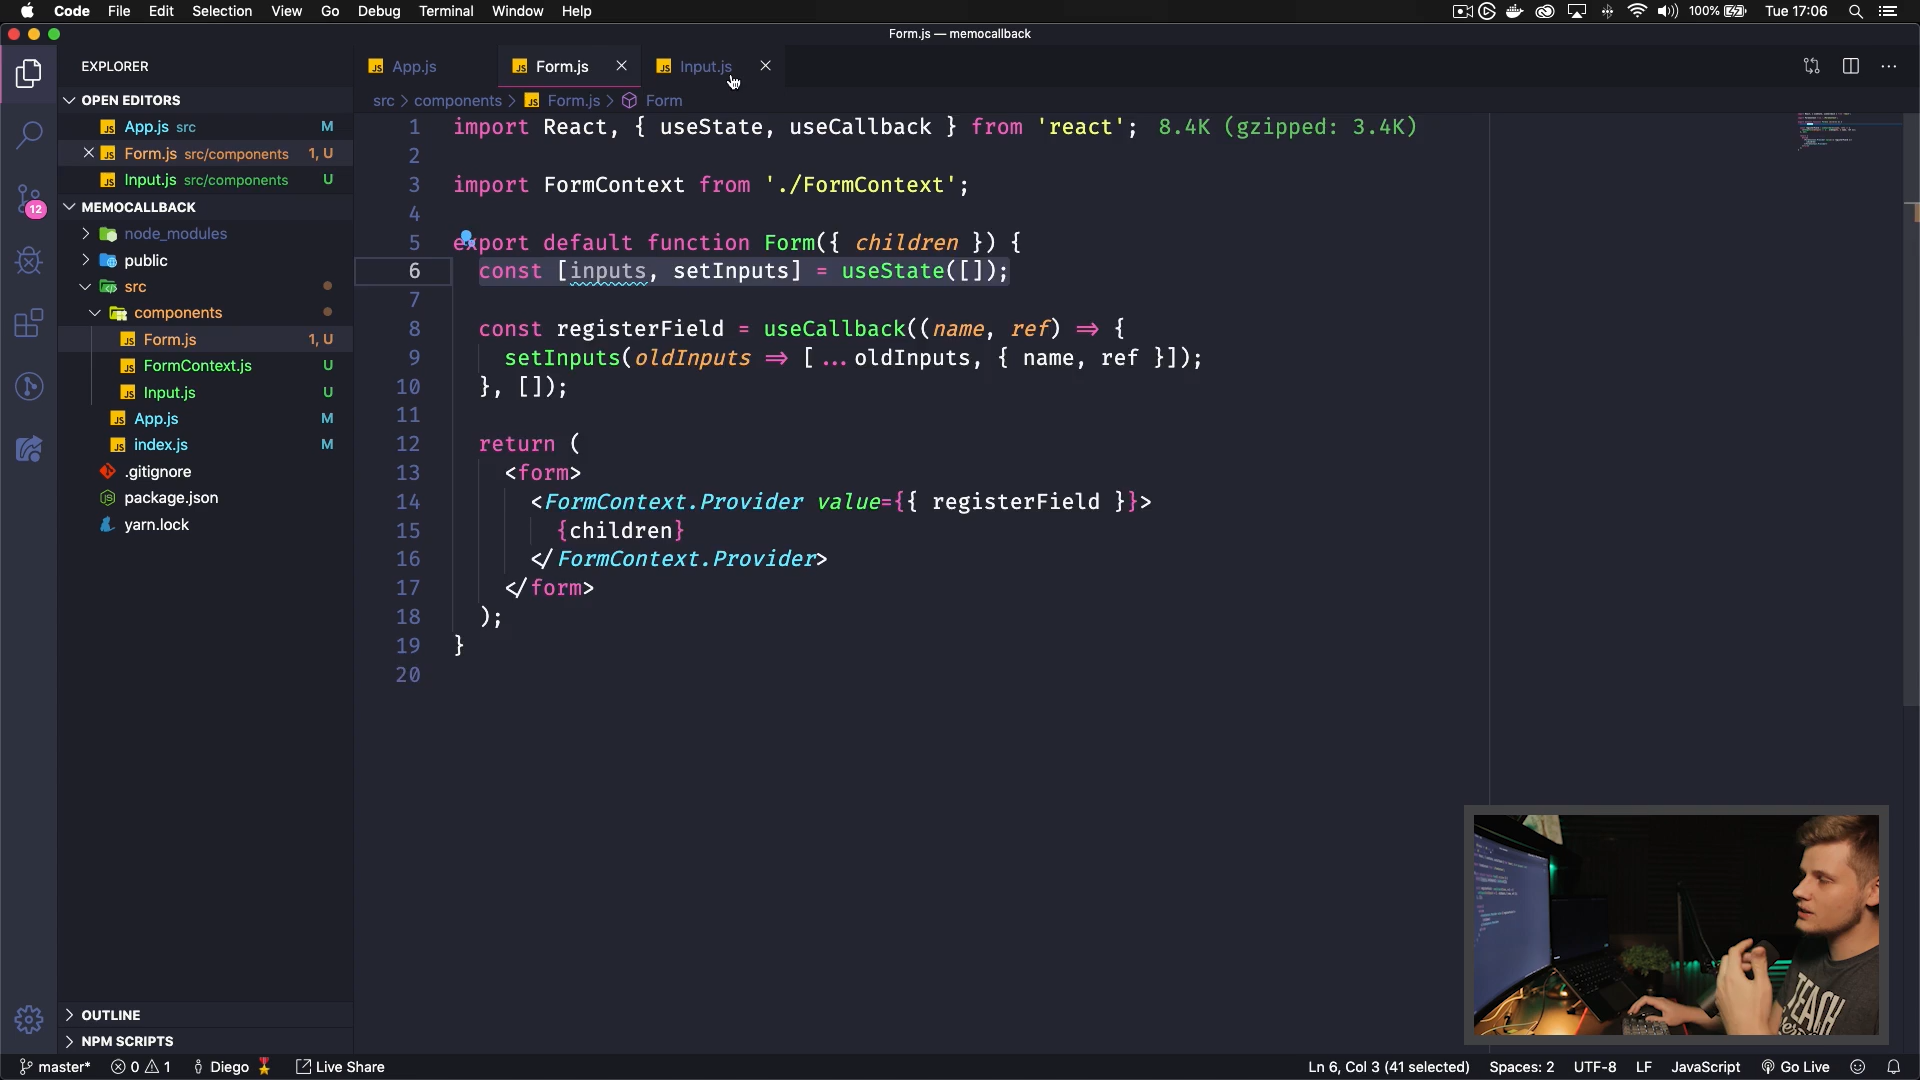 Code File Edit Selection View Go Debug Terminal Window Help
100% Tue 17:06
Form.js — memocallback
EXPLORER
OPEN EDITORS
App.js src M
Form.js src/components 1, U
Input.js src/components U
MEMOCALLBACK
node_modules
public
src
components
Form.js 1, U
FormContext.js U
Input.js U
App.js M
index.js M
.gitignore
package.json
yarn.lock
OUTLINE
NPM SCRIPTS
12
App.js Form.js Input.js
src > components > Form.js > Form
1 import React, { useState, useCallback } from 'react'; 8.4K (gzipped: 3.4K)
2
3 import FormContext from './FormContext';
4
5 export default function Form({ children }) {
6 const [inputs, setInputs] = useState([]);
7
8 const registerField = useCallback((name, ref) => {
9 setInputs(oldInputs => [...oldInputs, { name, ref }]);
10 }, []);
11
12 return (
13 <form>
14 <FormContext.Provider value={{ registerField }}>
15 {children}
16 </FormContext.Provider>
17 </form>
18 );
19 }
20
TEACH
master* 0 1 Diego Live Share
Ln 6, Col 3 (41 selected) Spaces: 2 UTF-8 LF JavaScript Go Live